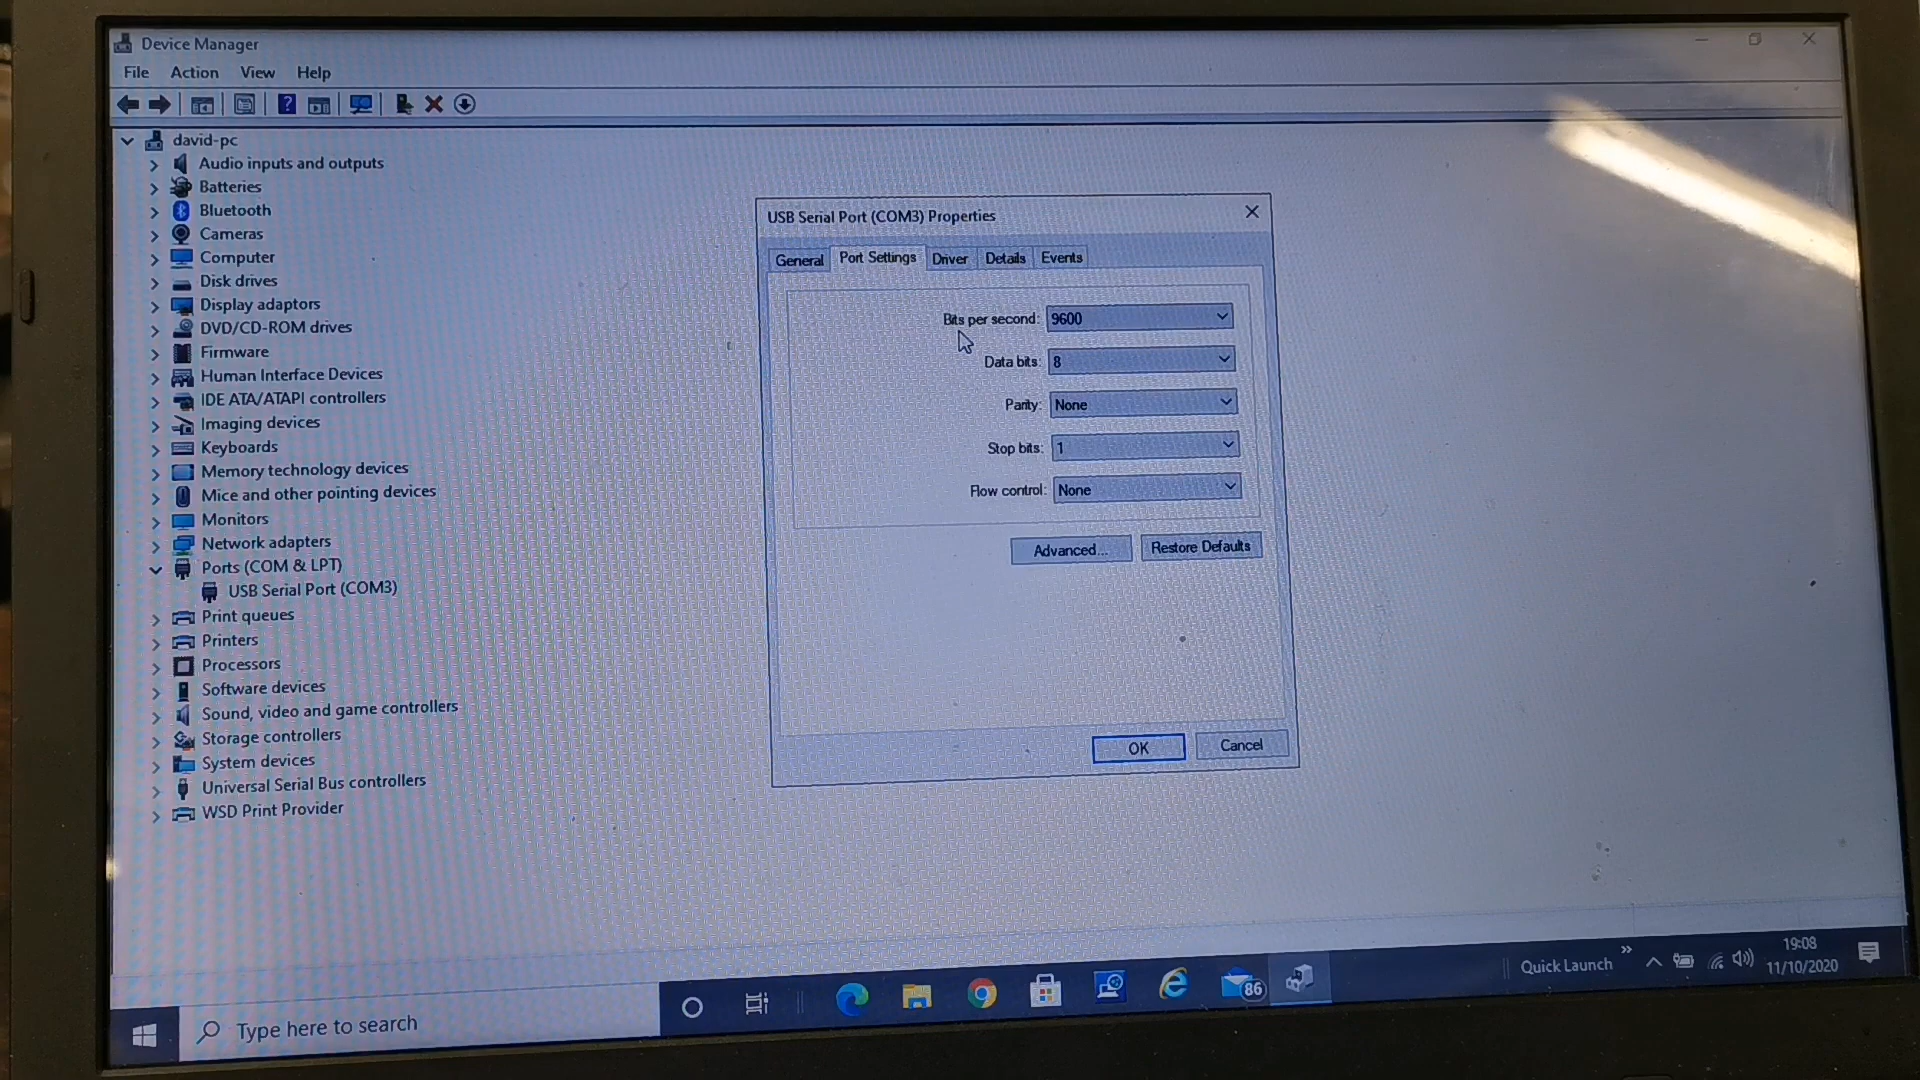 Device Manager
File Action View Help
david-pc
Audio inputs and outputs
Batteries
Bluetooth
Cameras
Computer
Disk drives
Display adaptors
DVD/CD-ROM drives
Firmware
Human Interface Devices
IDE ATA/ATAPI controllers
Imaging devices
Keyboards
Memory technology devices
Mice and other pointing devices
Monitors
Network adapters
Ports (COM & LPT)
USB Serial Port (COM3)
Print queues
Printers
Processors
Software devices
Sound, video and game controllers
Storage controllers
System devices
Universal Serial Bus controllers
WSD Print Provider
USB Serial Port (COM3) Properties
General Port Settings Driver Details Events
Bits per second: 9600
Data bits: 8
Parity: None
Stop bits: 1
Flow control: None
Advanced... Restore Defaults
OK Cancel
Type here to search
86
Quick Launch
19:08
11/10/2020